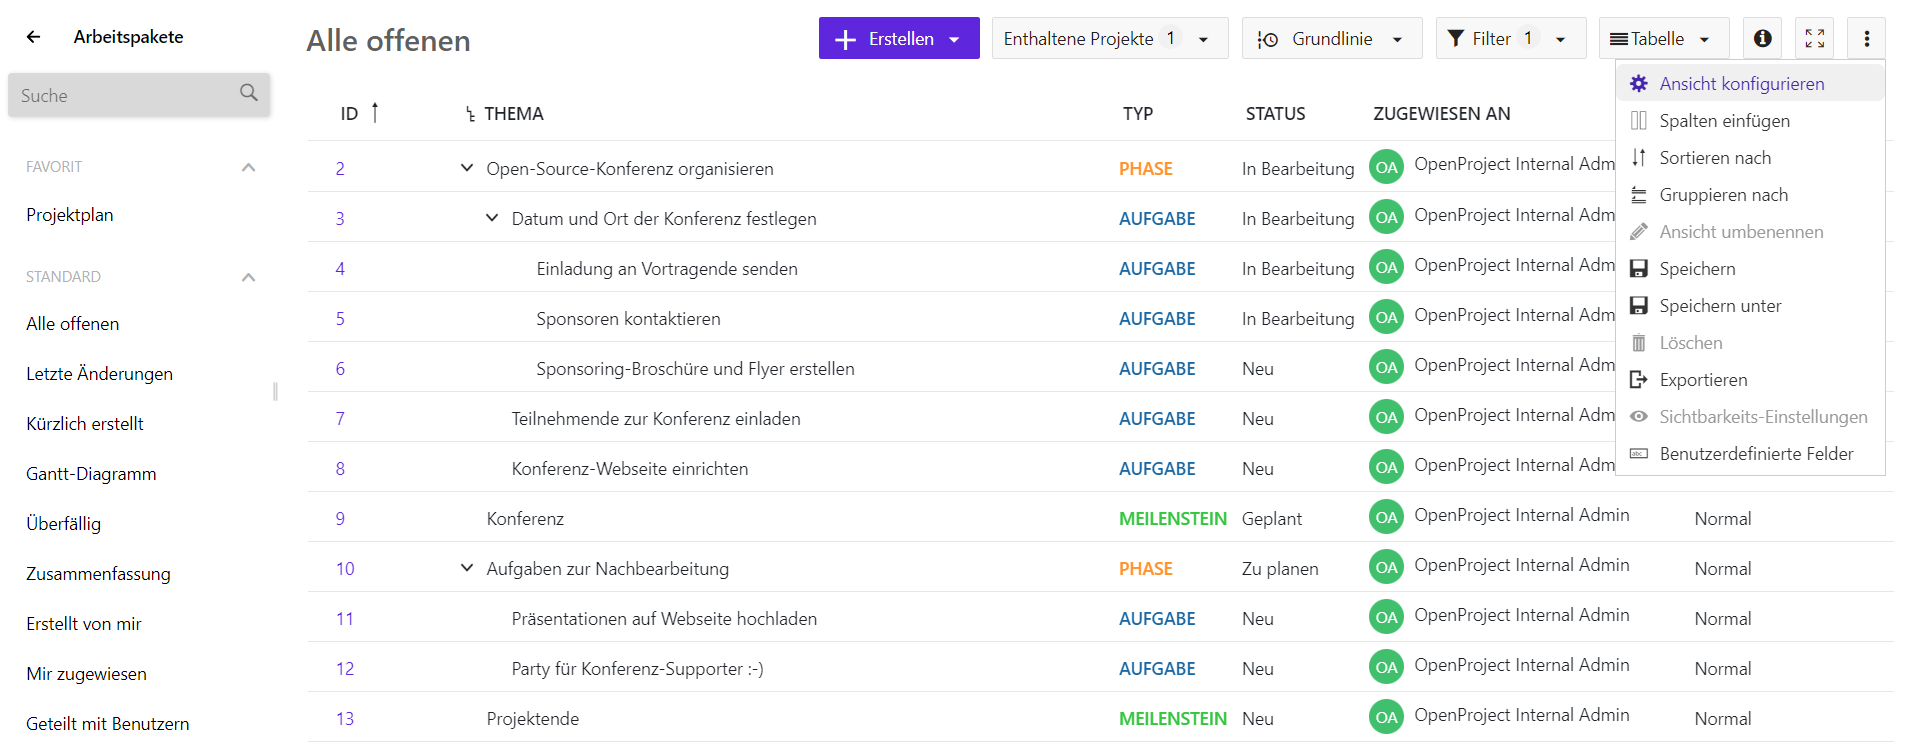 Arbeitspakete
Suche
FAVORIT
Projektplan
STANDARD
Alle offenen
Letzte Änderungen
Kürzlich erstellt
Gantt-Diagramm
Überfällig
Zusammenfassung
Erstellt von mir
Mir zugewiesen
Geteilt mit Benutzern
Alle offenen
Erstellen
Enthaltene Projekte 1
Grundlinie
Filter 1
Tabelle
ID THEMA TYP STATUS ZUGEWIESEN AN
2 Open-Source-Konferenz organisieren PHASE In Bearbeitung OA OpenProject Internal Adm
3 Datum und Ort der Konferenz festlegen AUFGABE In Bearbeitung OA OpenProject Internal Adm
4 Einladung an Vortragende senden AUFGABE In Bearbeitung OA OpenProject Internal Adm
5 Sponsoren kontaktieren AUFGABE In Bearbeitung OA OpenProject Internal Adm
6 Sponsoring-Broschüre und Flyer erstellen AUFGABE Neu OA OpenProject Internal Adm
7 Teilnehmende zur Konferenz einladen AUFGABE Neu OA OpenProject Internal Adm
8 Konferenz-Webseite einrichten AUFGABE Neu OA OpenProject Internal Adm
9 Konferenz MEILENSTEIN Geplant OA OpenProject Internal Admin Normal
10 Aufgaben zur Nachbearbeitung PHASE Zu planen OA OpenProject Internal Admin Normal
11 Präsentationen auf Webseite hochladen AUFGABE Neu OA OpenProject Internal Admin Normal
12 Party für Konferenz-Supporter :-) AUFGABE Neu OA OpenProject Internal Admin Normal
13 Projektende MEILENSTEIN Neu OA OpenProject Internal Admin Normal
Ansicht konfigurieren
Spalten einfügen
Sortieren nach
Gruppieren nach
Ansicht umbenennen
Speichern
Speichern unter
Löschen
Exportieren
Sichtbarkeits-Einstellungen
abc Benutzerdefinierte Felder